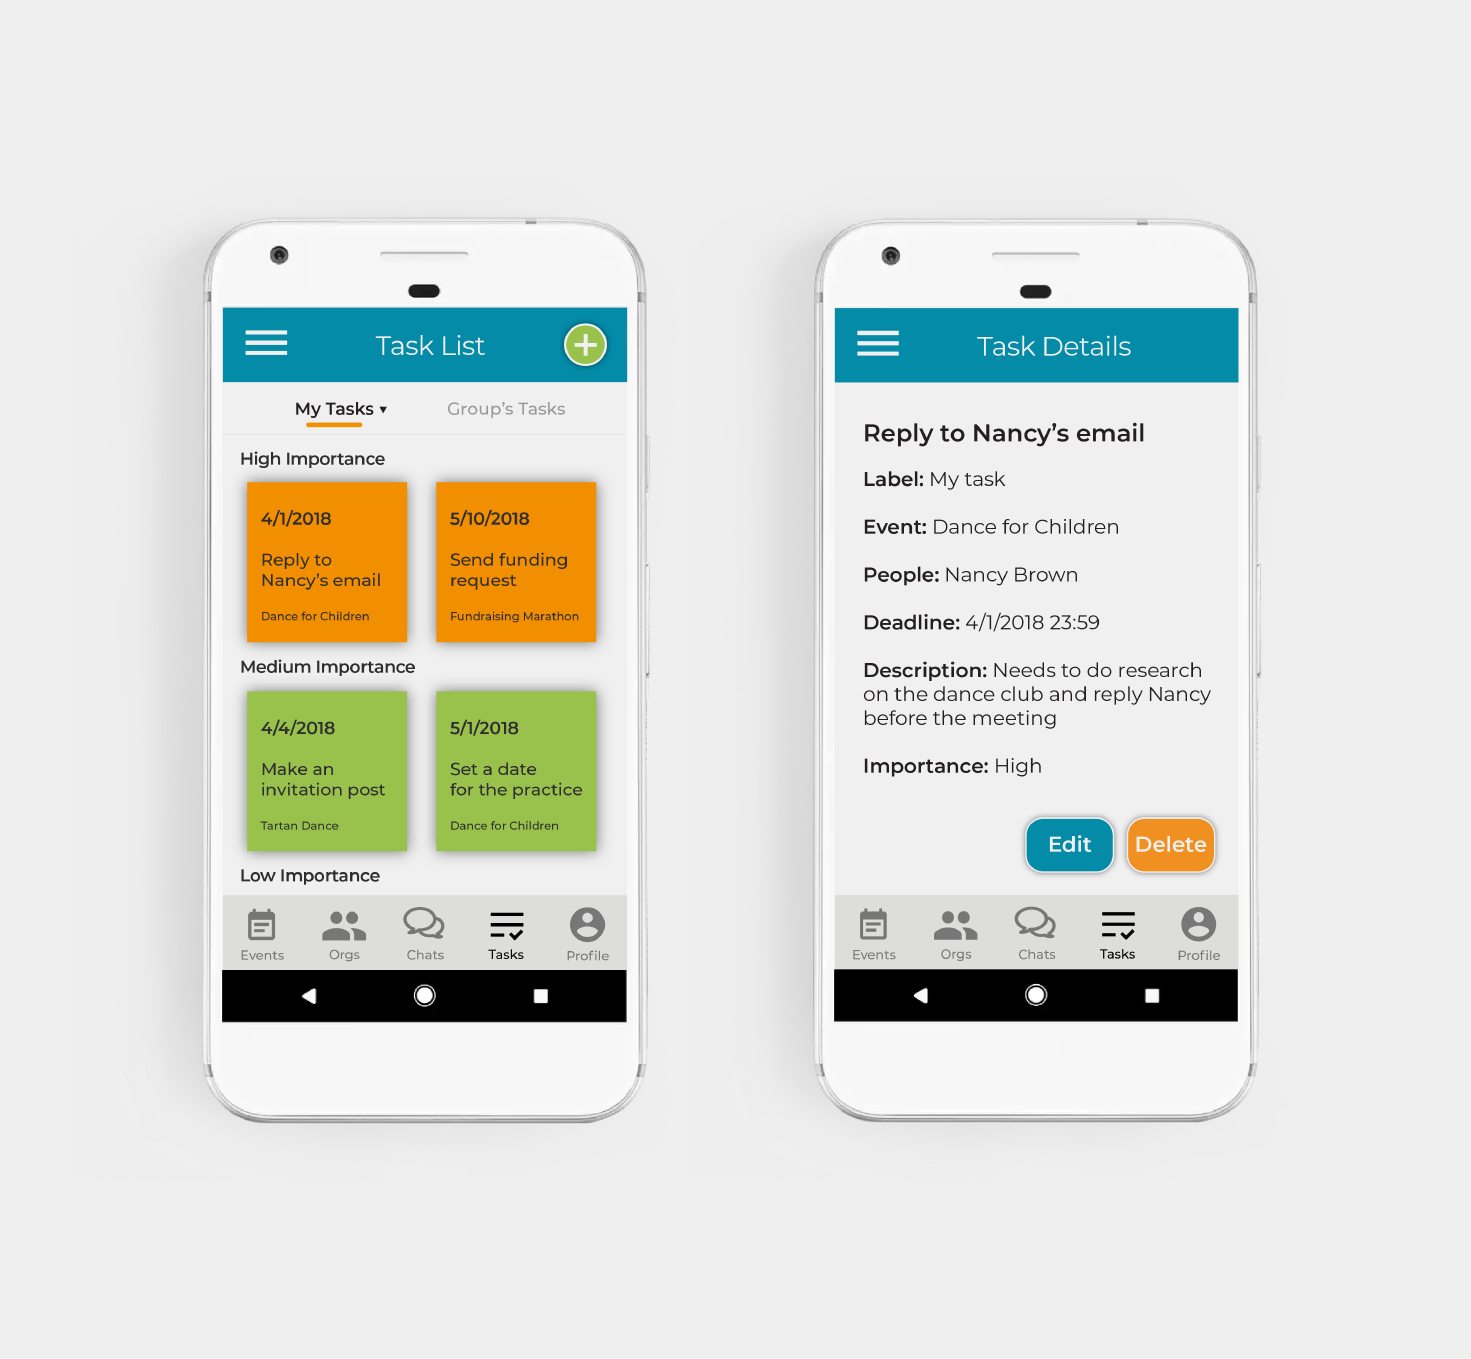 Task List
My Tasks
Group's Tasks
High Importance
4/1/2018
Reply to
Nancy's email
Dance for Children
5/10/2018
Send funding
request
Fundraising Marathon
Medium Importance
4/4/2018
Make an
invitation post
Tartan Dance
5/1/2018
Set a date
for the practice
Dance for Children
Low Importance
Events
Orgs
Chats
Tasks
Profile
Task Details
Reply to Nancy's email
Label: My task
Event: Dance for Children
People: Nancy Brown
Deadline: 4/1/2018 23:59
Description: Needs to do research
on the dance club and reply Nancy
before the meeting
Importance: High
Edit
Delete
Events
Orgs
Chats
Tasks
Profile